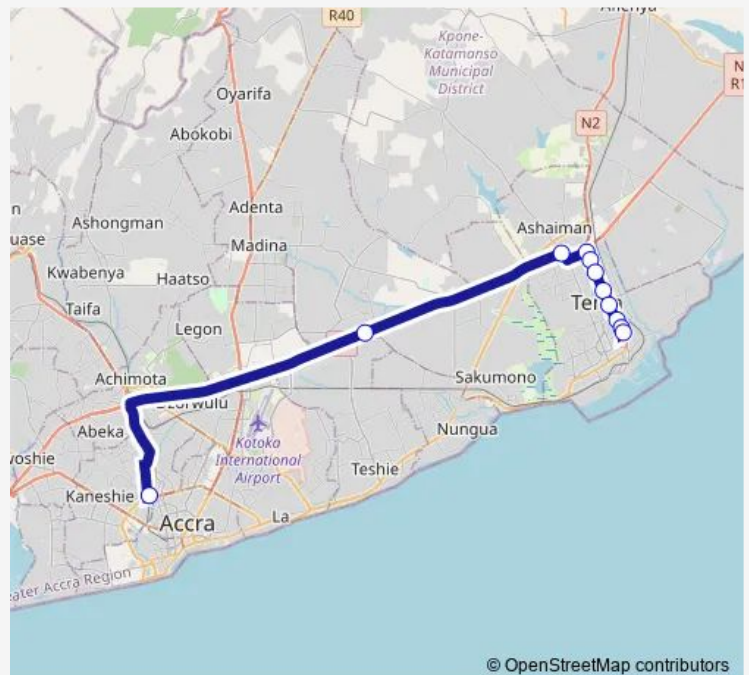 R40
Kpone-
Katamanso
Municipal
District
Oyarifa
N2
Abokobi
Adenta
Ashaiman
Ashongman
Madina
Kwabenya
Haatso
Taifa
Legon
Achimota
Sakumono
Abeka
Nungua
Kotoka
International
Airport
Teshie
Kaneshie
La
Accra
© OpenStreetMap contributors